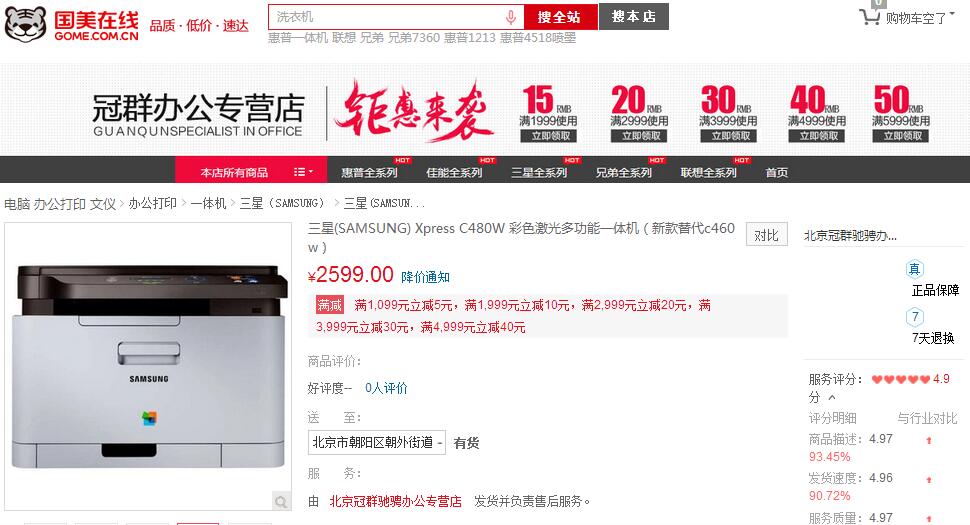 国美在线
GOME.COM.CN
品质 · 低价 · 速达
洗衣机
搜全站
搜本店
0
购物车空了
惠普一体机 联想 兄弟 兄弟7360 惠普1213 惠普4518喷墨
冠群办公专营店
GUANQUNSPECIALIST IN OFFICE
钜惠来袭
15RMB
满1999使用
立即领取
20RMB
满2999使用
立即领取
30RMB
满3999使用
立即领取
40RMB
满4999使用
立即领取
50RMB
满5999使用
立即领取
本店所有商品
惠普全系列 HOT
佳能全系列 HOT
三星全系列 HOT
兄弟全系列 HOT
联想全系列 HOT
首页
电脑 办公打印 文仪 > 办公打印 > 一体机 > 三星（SAMSUNG） > 三星(SAMSUN...
三星(SAMSUNG) Xpress C480W 彩色激光多功能一体机（新款替代c460
w）
对比
¥2599.00 降价通知
满减 满1,099元立减5元，满1,999元立减10元，满2,999元立减20元，满
3,999元立减30元，满4,999元立减40元
商品评价：
好评度-- 0人评价
送 至：
北京市朝阳区朝外街道 - 有货
服 务：
由 北京冠群驰骋办公专营店 发货并负责售后服务。
SAMSUNG
北京冠群驰骋办...
真
正品保障
7
7天退换
服务评分： 4.9
分
评分明细 与行业对比
商品描述： 4.97
93.45%
发货速度： 4.96
90.72%
服务质量： 4.97